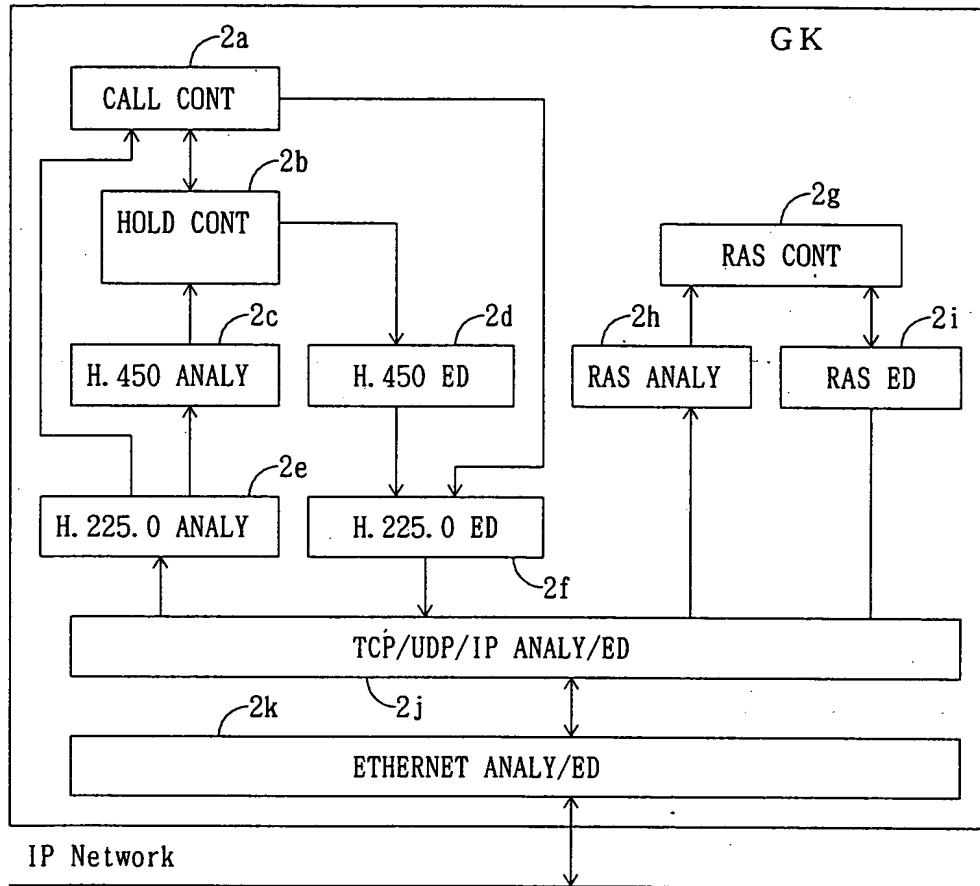 GK
2a
CALL CONT
2b
HOLD CONT
2g
RAS CONT
2c
2d
2h
2i
H.450 ANALY
H.450 ED
RAS ANALY
RAS ED
2e
H.225.0 ANALY
H.225.0 ED
2f
TCP/UDP/IP ANALY/ED
2j
2k
ETHERNET ANALY/ED
IP Network